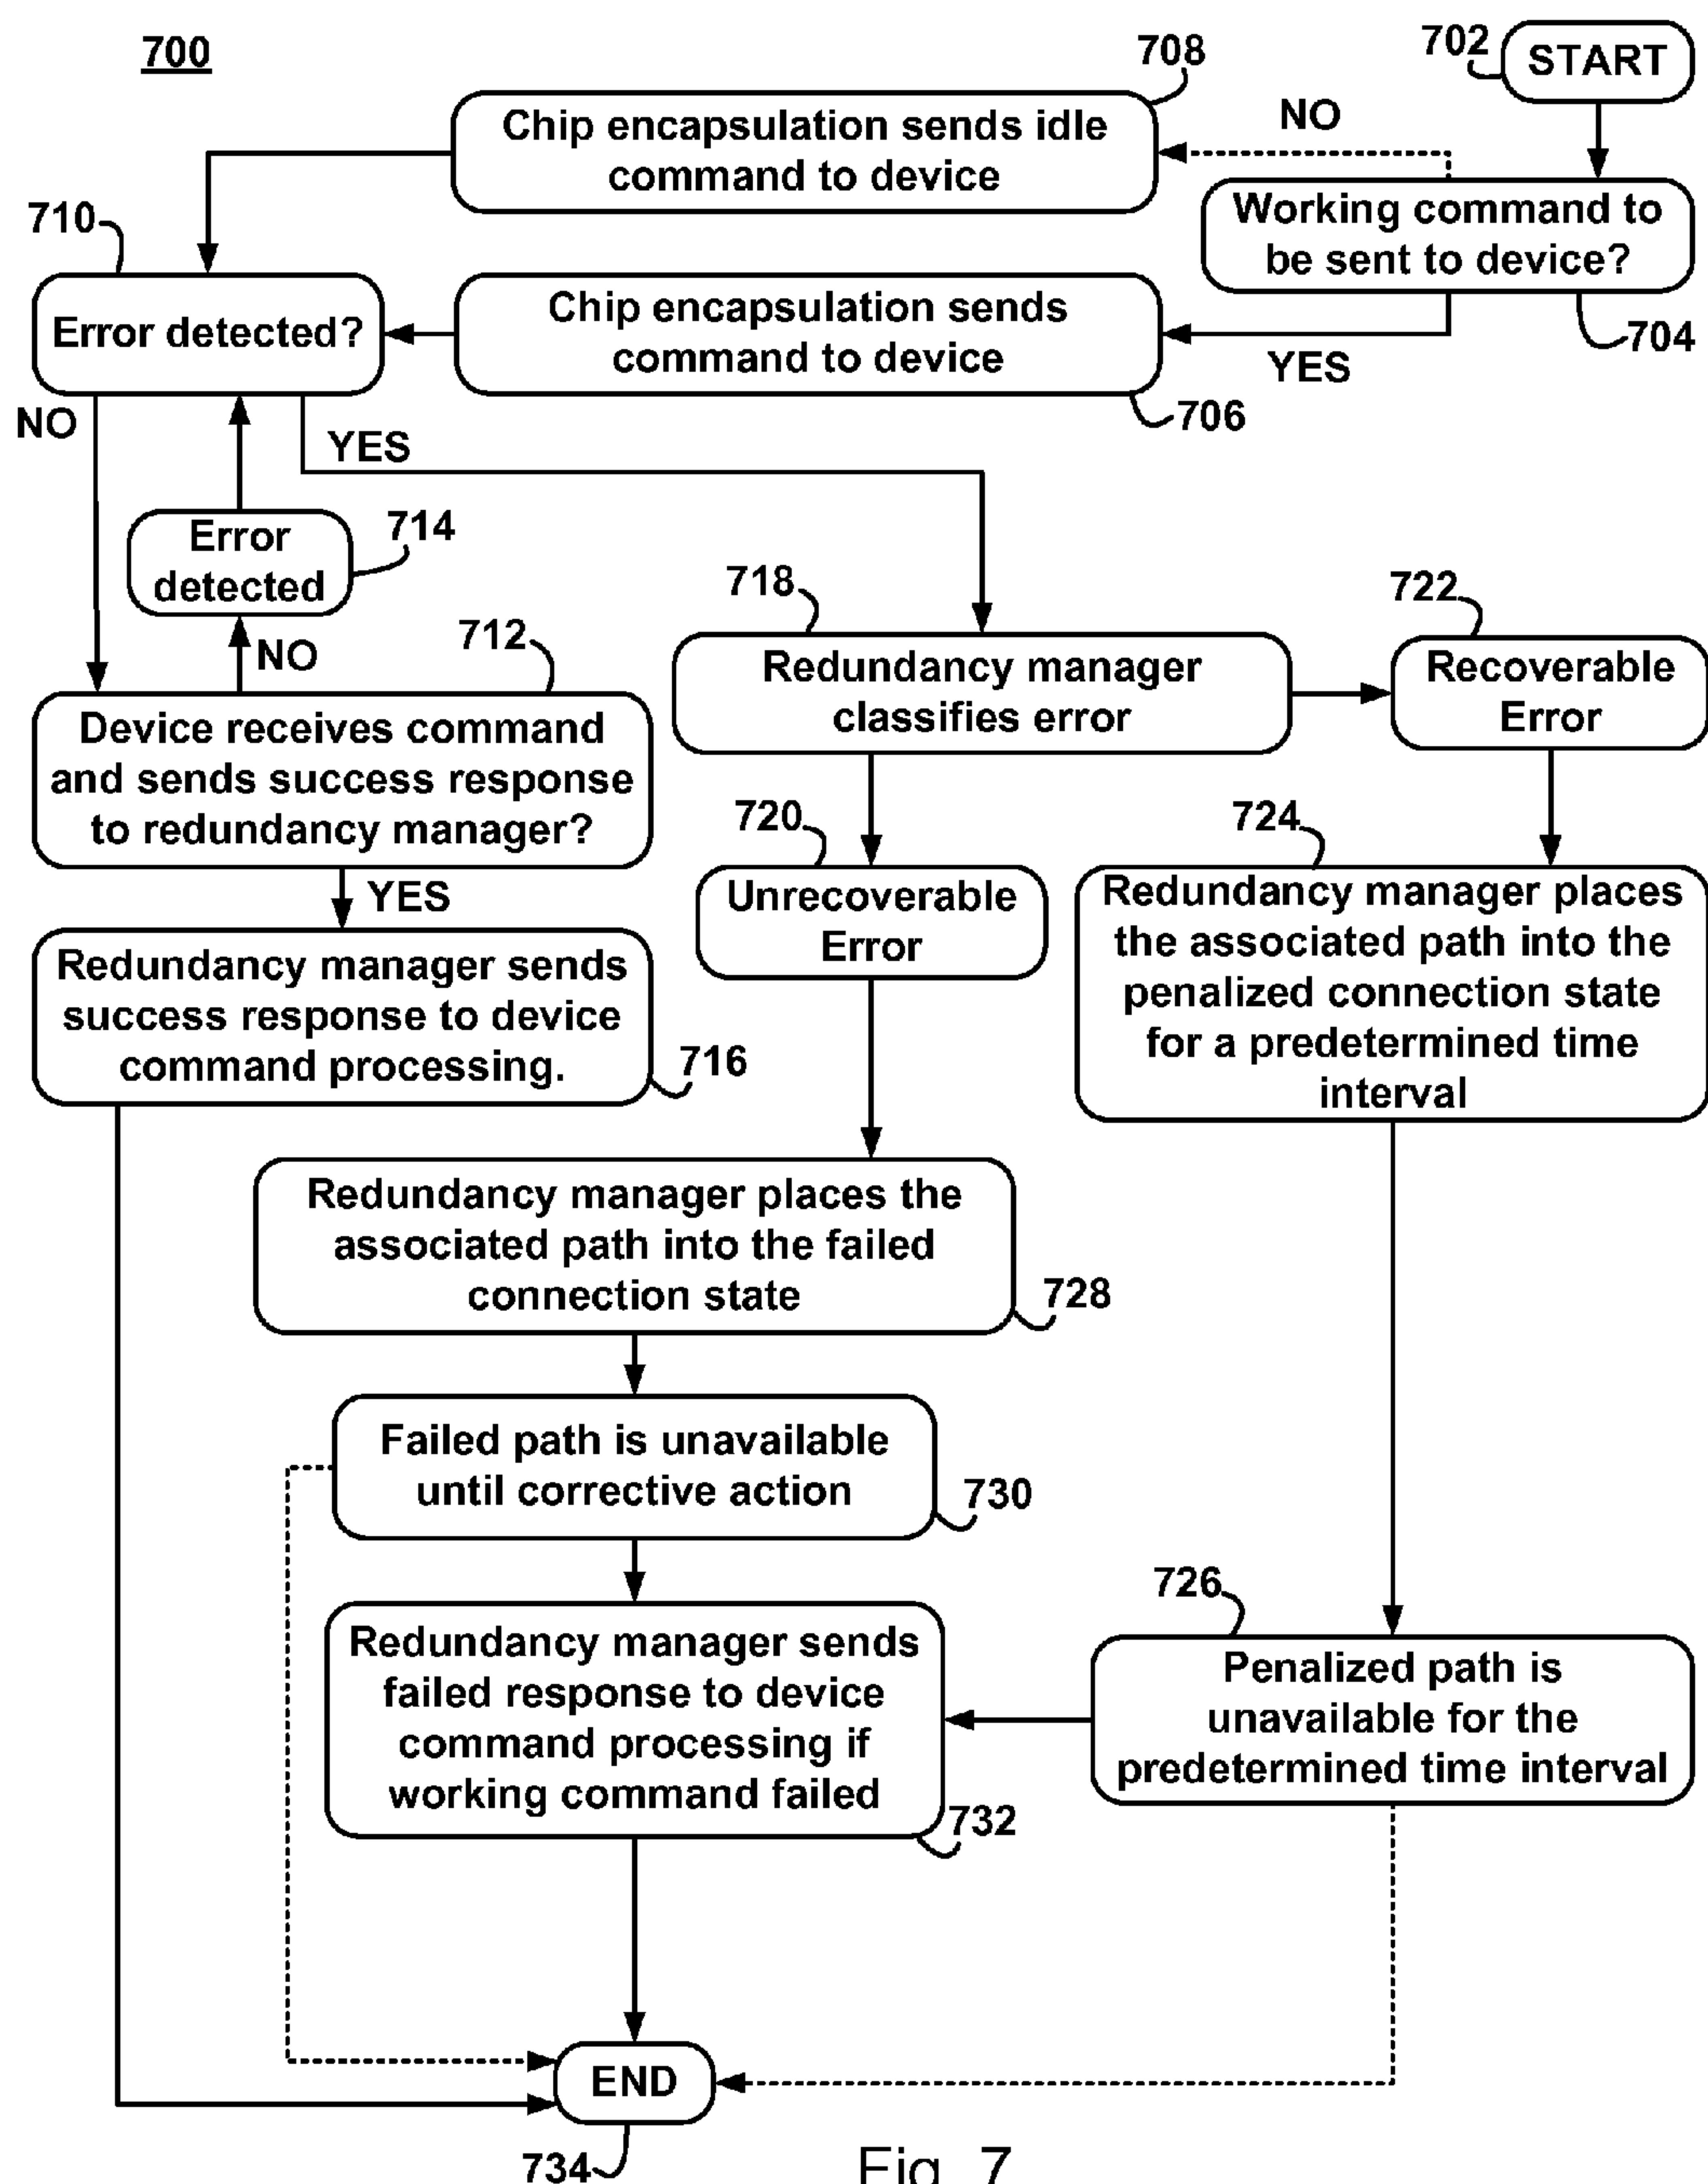 700
708
702
START
NO
Chip encapsulation sends idle
command to device
Working command to
be sent to device?
704
710
Error detected?
Chip encapsulation sends
command to device
YES
706
NO
YES
Error
detected
714
NO
712
718
722
Redundancy manager
classifies error
Recoverable
Error
Device receives command
and sends success response
to redundancy manager?
YES
720
Unrecoverable
Error
724
Redundancy manager places
the associated path into the
penalized connection state
for a predetermined time
interval
Redundancy manager sends
success response to device
command processing.
716
Redundancy manager places the
associated path into the failed
connection state
728
Failed path is unavailable
until corrective action
730
726
Penalized path is
unavailable for the
predetermined time interval
Redundancy manager sends
failed response to device
command processing if
working command failed
732
END
734
Fig. 7